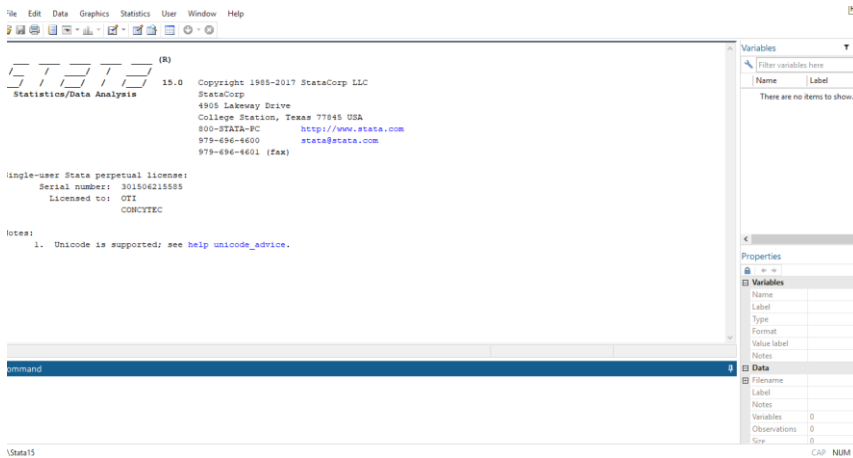 File Edit Data Graphics Statistics User Window Help
(R)
15.0 Copyright 1985-2017 StataCorp LLC
Statistics/Data Analysis StataCorp
4905 Lakeway Drive
College Station, Texas 77845 USA
800-STATA-PC http://www.stata.com
979-696-4600 stata@stata.com
979-696-4601 (fax)
ingle-user Stata perpetual license:
Serial number: 301506215585
Licensed to: OTI
CONCYTEC
otes:
1. Unicode is supported; see help unicode_advice.
ommand
\Stata15
Variables
Filter variables here
Name Label
There are no items to show.
Properties
Variables
Name
Label
Type
Format
Value label
Notes
Data
Filename
Label
Notes
Variables 0
Observations 0
Size 0
CAP NUM